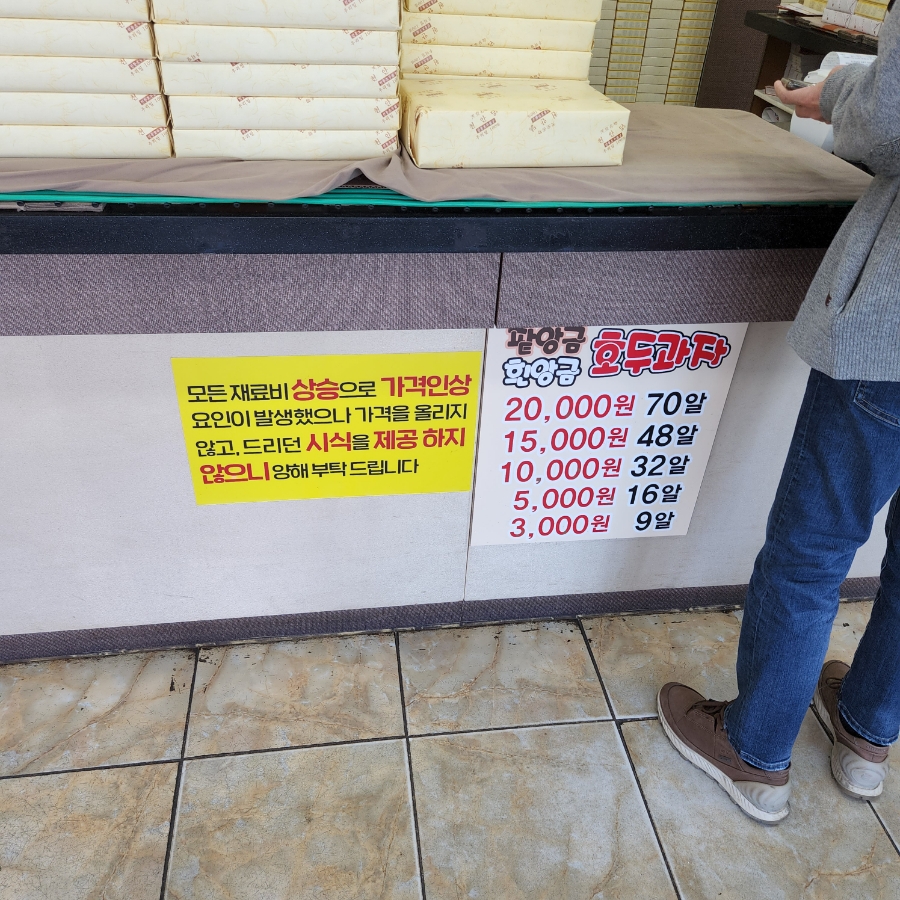 모든 재료비 상승으로 가격인상
요인이 발생했으나 가격을 올리지
않고, 드리던 시식을 제공 하지
않으니 양해 부탁 드립니다
팥앙금
흰앙금 호두과자
20,000원 70알
15,000원 48알
10,000원 32알
5,000원 16알
3,000원 9알